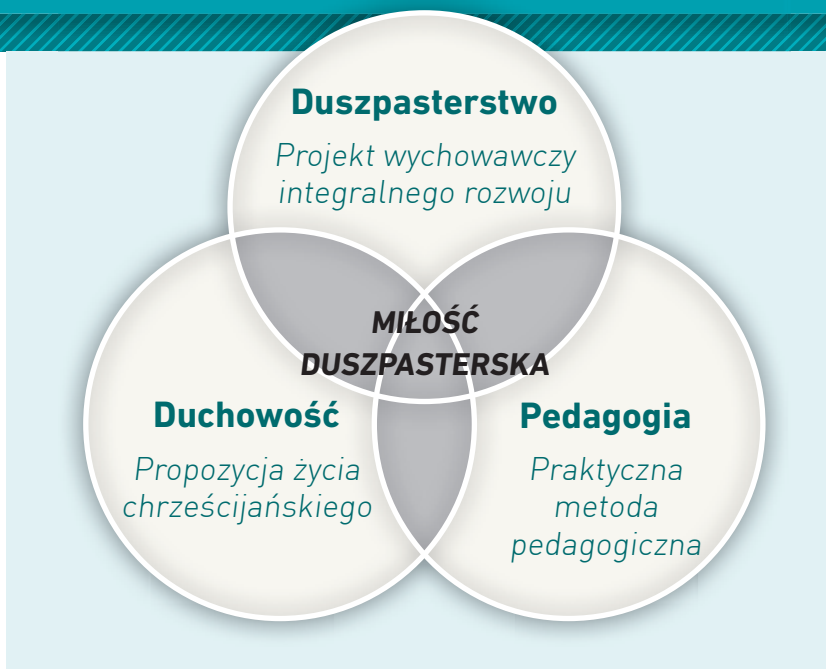 Duszpasterstwo
Projekt wychowawczy
integralnego rozwoju
MIŁOŚĆ
DUSZPASTERSKA
Duchowość
Propozycja życia
chrześcijańskiego
Pedagogia
Praktyczna
metoda
pedagogiczna